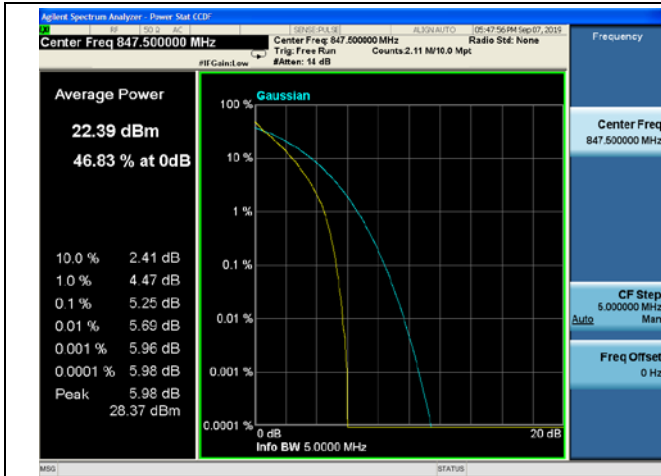 Agilent Spectrum Analyzer - Power Stat CCDF
RF 50 Ω AC SENSE:PULSE ALIGNAUTO 05:47:56 PM Sep 07, 2019
Center Freq 847.500000 MHz
Center Freq: 847.500000 MHz Radio Std: None
Trig: Free Run Counts:2.11 M/10.0 Mpt
#IFGain:Low #Atten: 14 dB
Frequency
Average Power
22.39 dBm
46.83 % at 0dB
10.0 % 2.41 dB
1.0 % 4.47 dB
0.1 % 5.25 dB
0.01 % 5.69 dB
0.001 % 5.96 dB
0.0001 % 5.98 dB
Peak 5.98 dB
28.37 dBm
Gaussian
100 %
10 %
1 %
0.1 %
0.01 %
0.001 %
0.0001 %
0 dB 20 dB
Info BW 5.0000 MHz
Center Freq
847.500000 MHz
CF Step
5.000000 MHz
Auto Man
Freq Offset
0 Hz
MSG STATUS